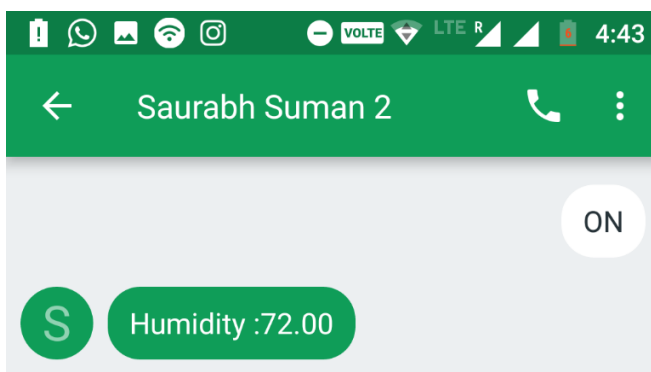 VOLTE LTE R 4:43
Saurabh Suman 2
ON
S
Humidity :72.00